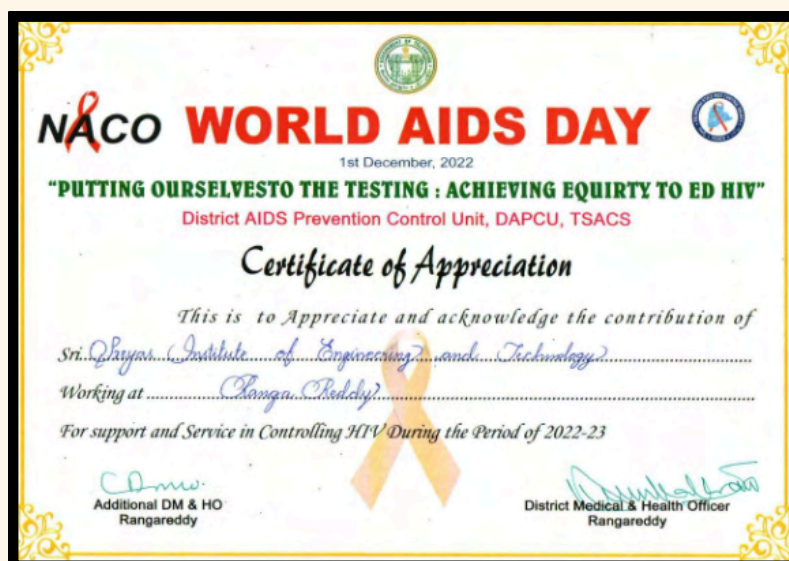 NACO WORLD AIDS DAY
1st December, 2022
"PUTTING OURSELVESTO THE TESTING : ACHIEVING EQUIRTY TO ED HIV"
District AIDS Prevention Control Unit, DAPCU, TSACS
Certificate of Appreciation
This is to Appreciate and acknowledge the contribution of
Sri. Shreyas Institute of Engineering and Technology
Working at Ranga Reddy
For support and Service in Controlling HIV During the Period of 2022-23
Additional DM & HO
Rangareddy
District Medical & Health Officer
Rangareddy